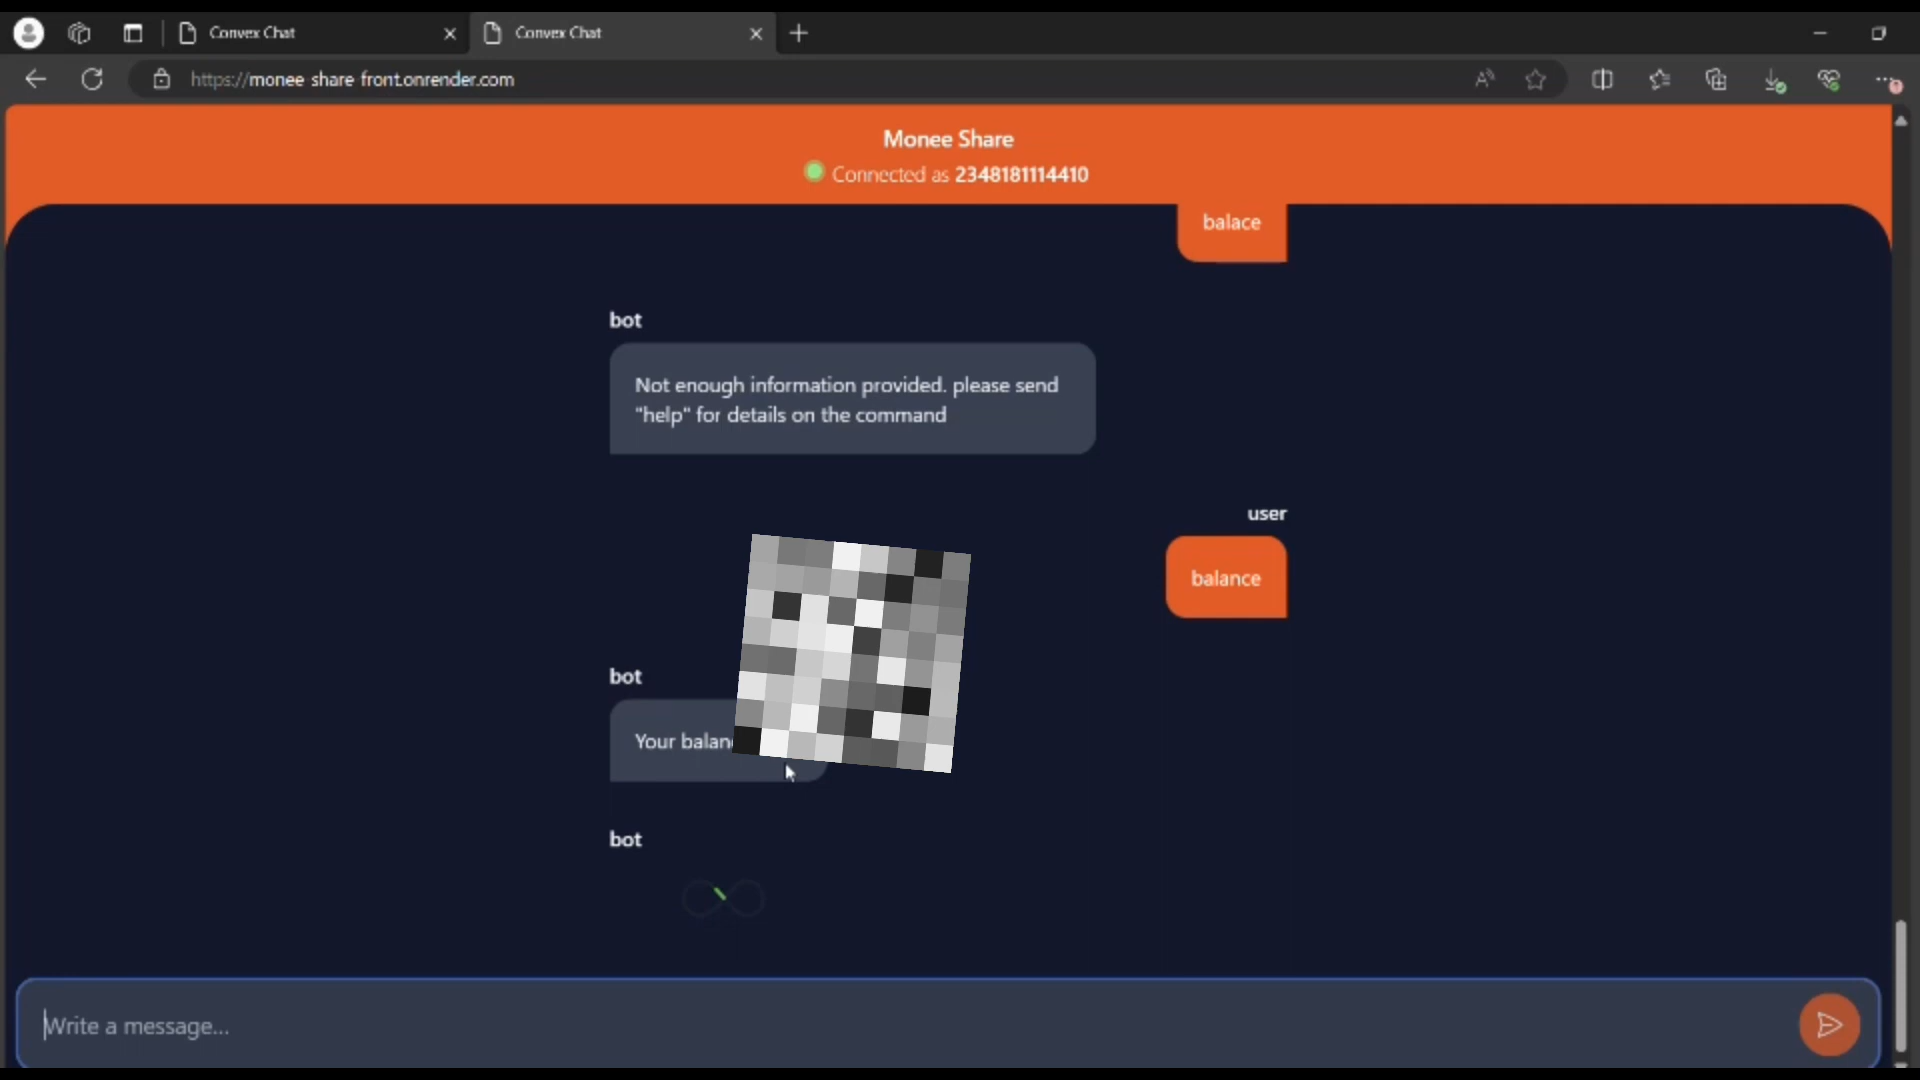 Convex Chat
Convex Chat
https://monee share front.onrender.com
Monee Share
Connected as 2348181114410
balace
bot
Not enough information provided. please send
"help" for details on the command
user
balance
bot
Your
bot
Write a message...